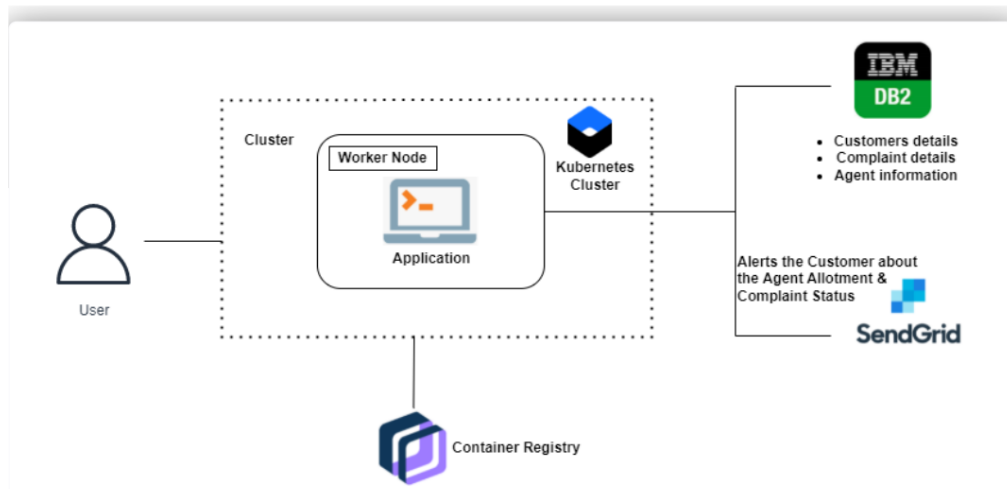 IBM
DB2
Customers details
Complaint details
Agent information
Cluster
Worker Node
Application
Kubernetes
Cluster
User
Alerts the Customer about
the Agent Allotment &
Complaint Status
SendGrid
Container Registry